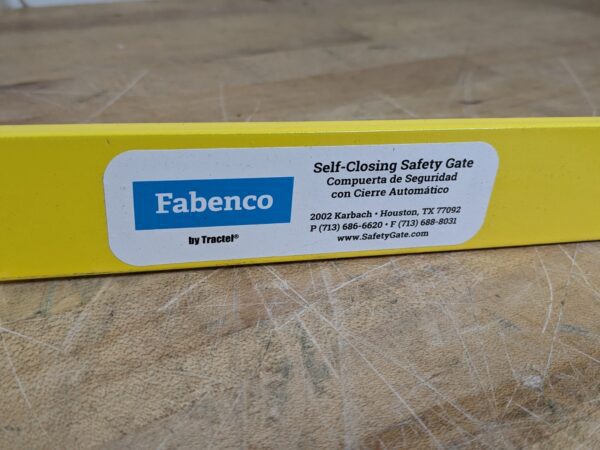 Fabenco
by Tractel®
Self-Closing Safety Gate
Compuerta de Seguridad
con Cierre Automático
2002 Karbach • Houston, TX 77092
P (713) 686-6620 • F (713) 688-8031
www.SafetyGate.com